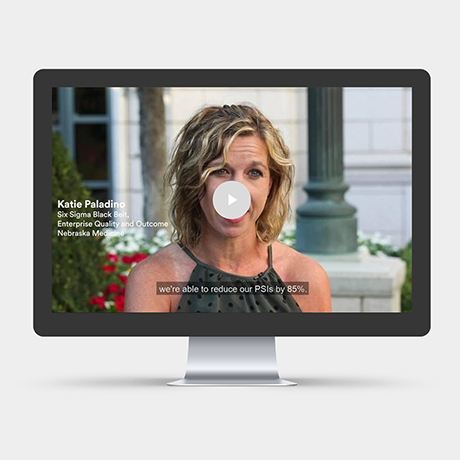 Katie Paladino
Six Sigma Black Belt,
Enterprise Quality and Outcome
Nebraska Medicine
we're able to reduce our PSIs by 85%.